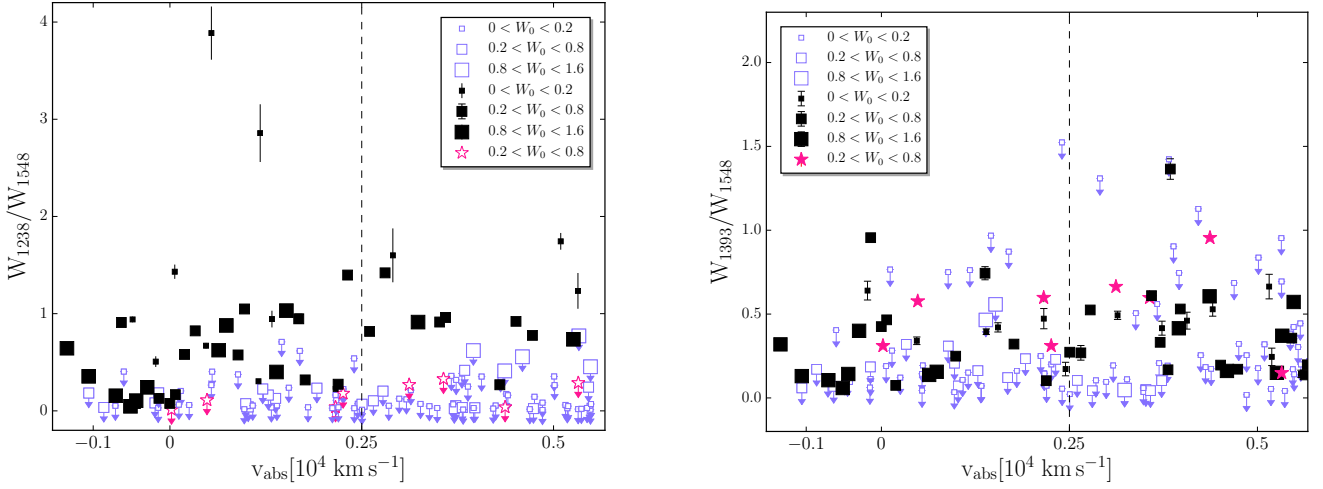 4
3
2
1
0
W1238/W1548
−0.1
0
0.25
0.5
v_abs[10^4 km s^−1]
0 < W_0 < 0.2
0.2 < W_0 < 0.8
0.8 < W_0 < 1.6
0 < W_0 < 0.2
0.2 < W_0 < 0.8
0.8 < W_0 < 1.6
0.2 < W_0 < 0.8
2.0
1.5
1.0
0.5
0.0
W1393/W1548
−0.1
0
0.25
0.5
v_abs[10^4 km s^−1]
0 < W_0 < 0.2
0.2 < W_0 < 0.8
0.8 < W_0 < 1.6
0 < W_0 < 0.2
0.2 < W_0 < 0.8
0.8 < W_0 < 1.6
0.2 < W_0 < 0.8